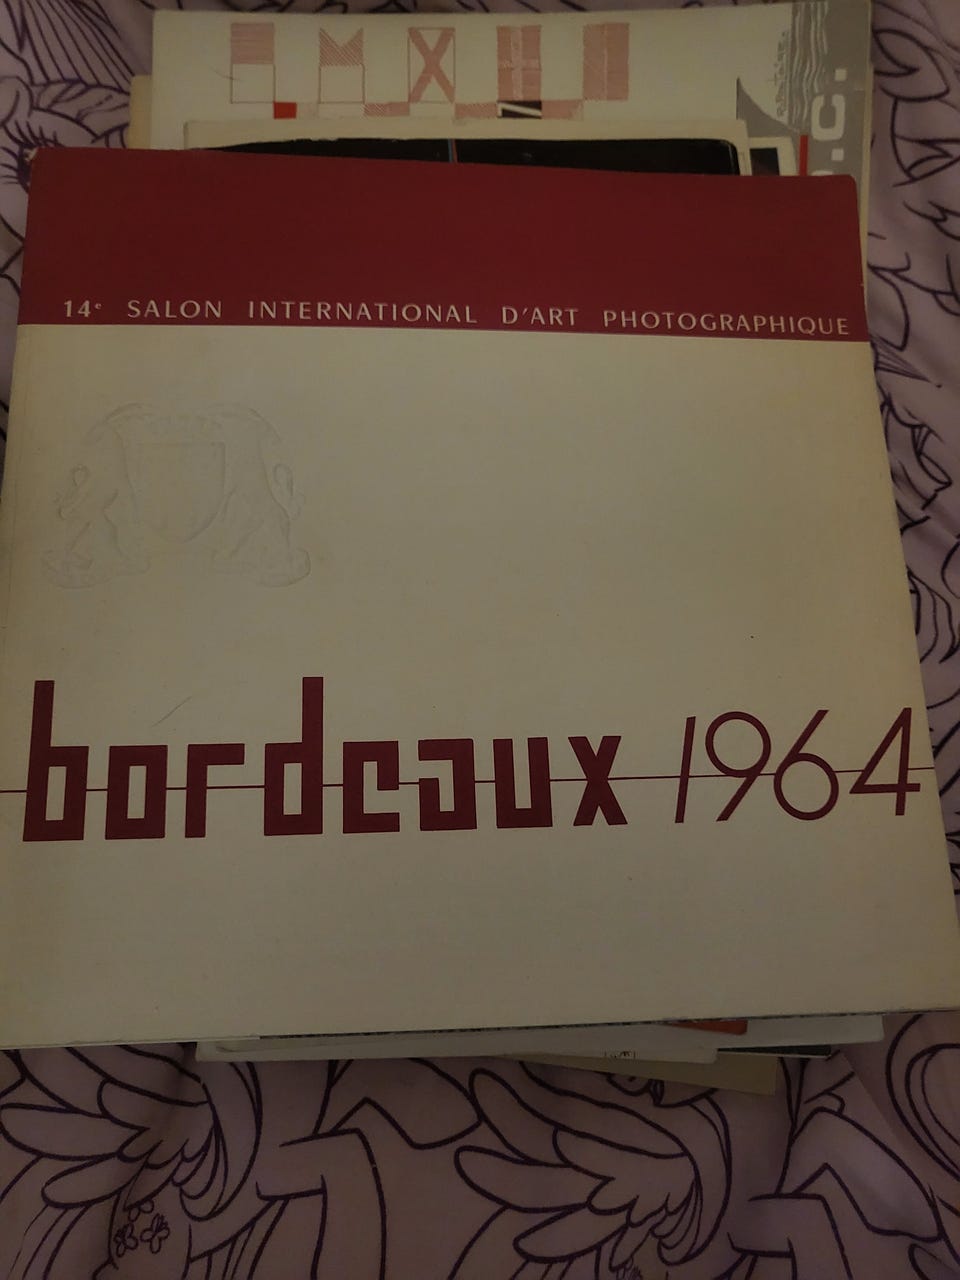 .C.
14e SALON INTERNATIONAL D'ART PHOTOGRAPHIQUE
bordeaux 1964